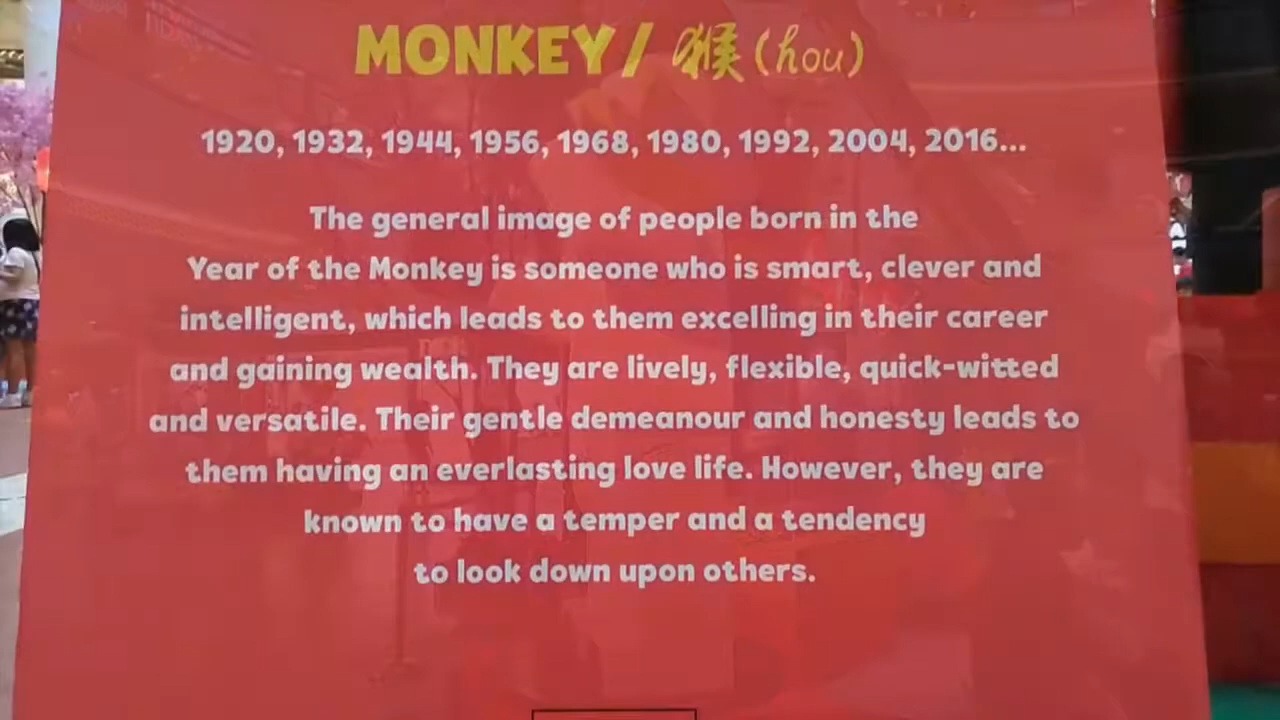 MONKEY / 猴 (hou)
1920, 1932, 1944, 1956, 1968, 1980, 1992, 2004, 2016...
The general image of people born in the
Year of the Monkey is someone who is smart, clever and
intelligent, which leads to them excelling in their career
and gaining wealth. They are lively, flexible, quick-witted
and versatile. Their gentle demeanour and honesty leads to
them having an everlasting love life. However, they are
known to have a temper and a tendency
to look down upon others.